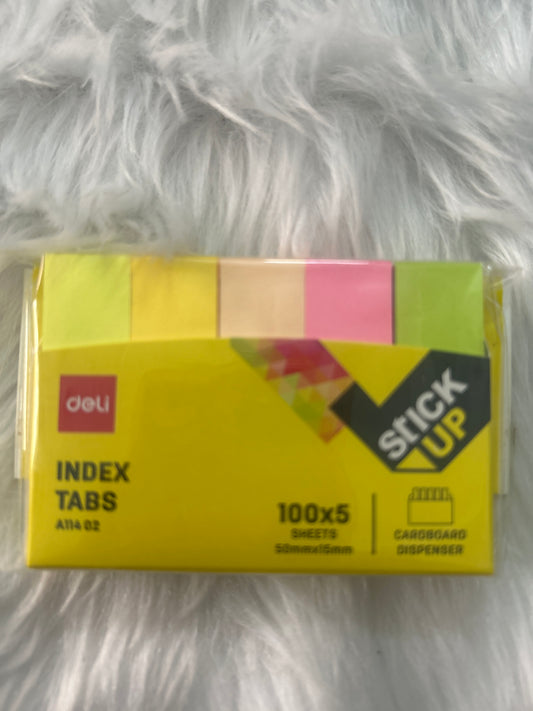 deli
STICK
UP
INDEX
TABS
A114 02
100x5
SHEETS
50mmx15mm
CARDBOARD
DISPENSER